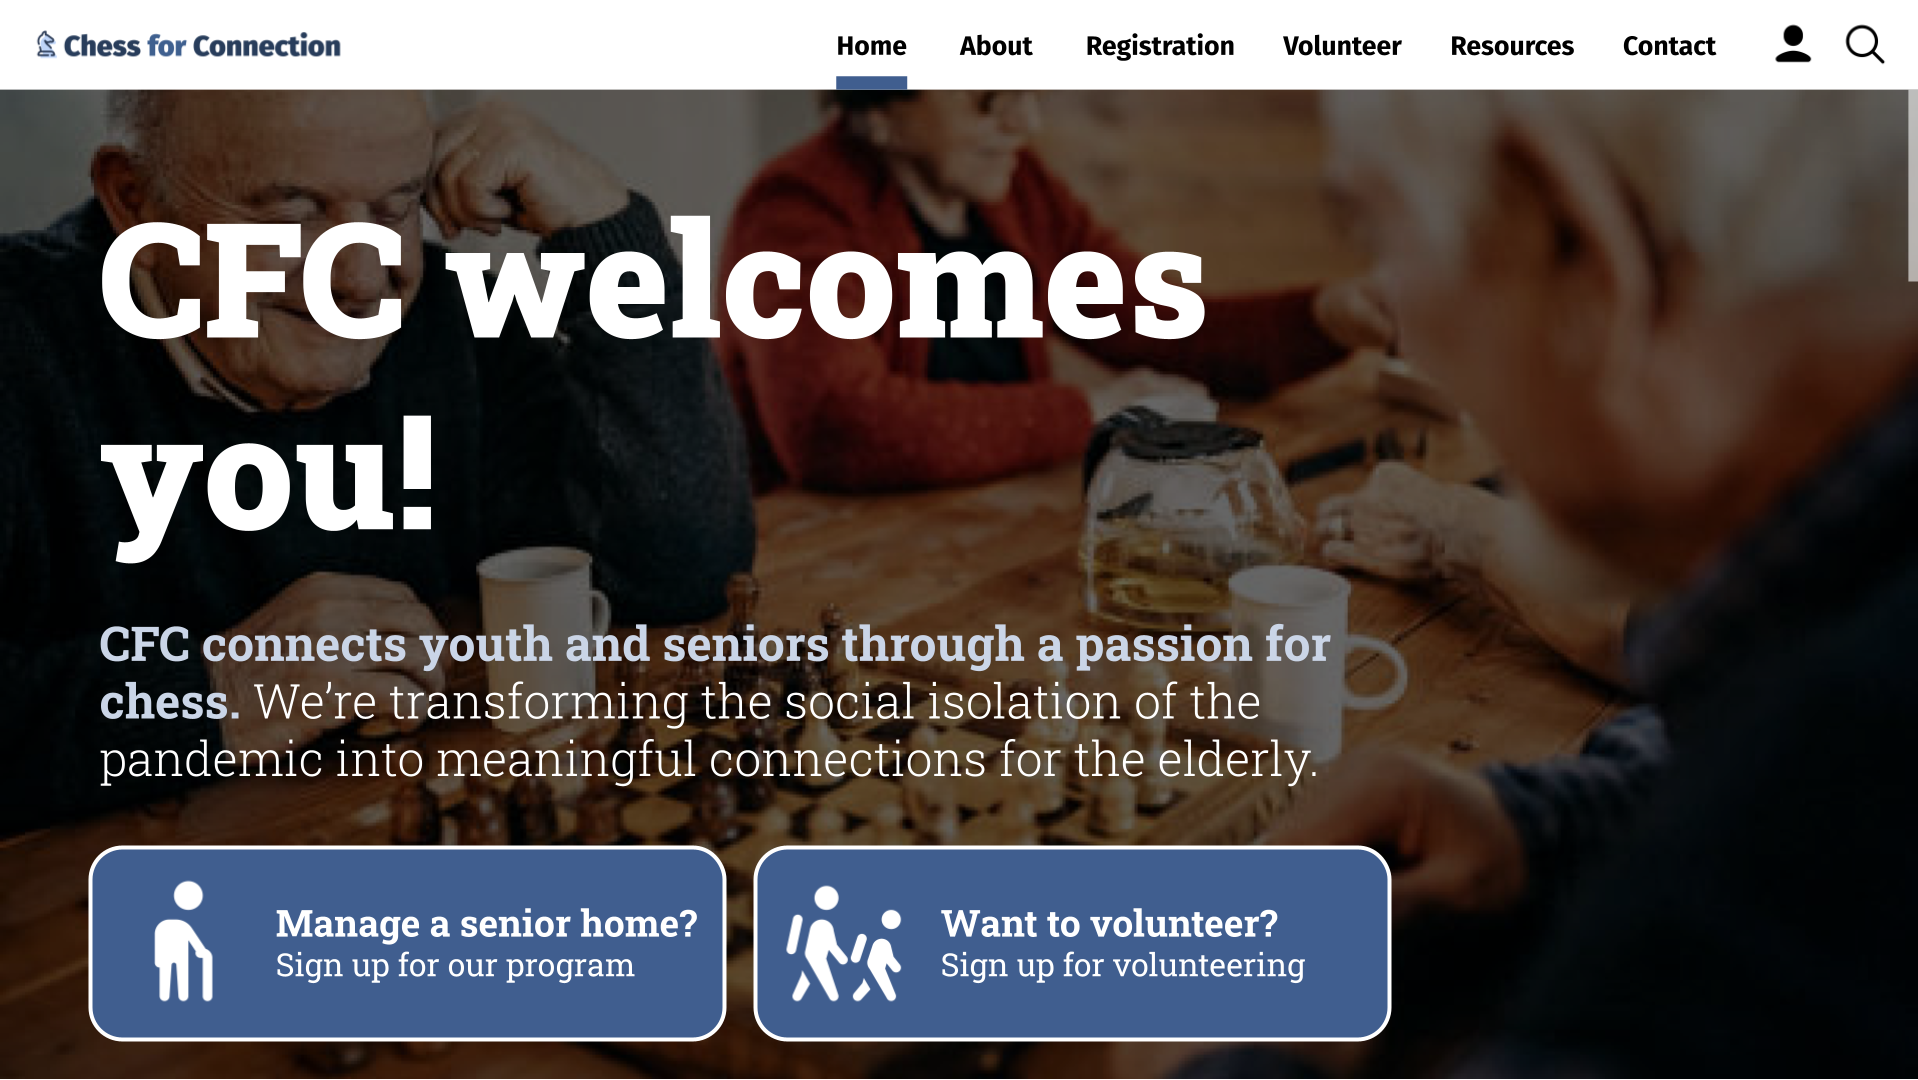 Chess for Connection
Home About Registration Volunteer Resources Contact
CFC welcomes
you!
CFC connects youth and seniors through a passion for
chess. We’re transforming the social isolation of the
pandemic into meaningful connections for the elderly.
Manage a senior home?
Sign up for our program
Want to volunteer?
Sign up for volunteering